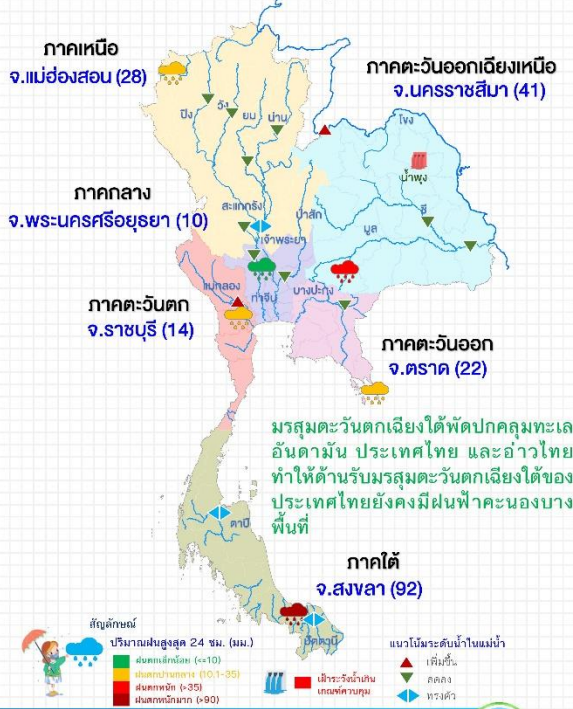 ภาคเหนือ
จ.แม่ฮ่องสอน (28)
ภาคตะวันออกเฉียงเหนือ
จ.นครราชสีมา (41)
ปิง
วัง
ยม
น่าน
โขง
น้ำพุง
ภาคกลาง
จ.พระนครศรีอยุธยา (10)
สะแกกรัง
ป่าสัก
ชี
มูล
เจ้าพระยา
แม่กลอง
ท่าจีน
บางปะกง
ภาคตะวันตก
จ.ราชบุรี (14)
ภาคตะวันออก
จ.ตราด (22)
มรสุมตะวันตกเฉียงใต้พัดปกคลุมทะเล
อันดามัน ประเทศไทย และอ่าวไทย
ทำให้ด้านรับมรสุมตะวันตกเฉียงใต้ของ
ประเทศไทยยังคงมีฝนฟ้าคะนองบาง
พื้นที่
ตาปี
ภาคใต้
จ.สงขลา (92)
ปัตตานี
สัญลักษณ์
ปริมาณฝนสูงสุด 24 ชม. (มม.)
ฝนตกเล็กน้อย (<=10)
ฝนตกปานกลาง (10.1-35)
ฝนตกหนัก (>35)
ฝนตกหนักมาก (>90)
เฝ้าระวังน้ำเกิน
เกณฑ์ควบคุม
แนวโน้มระดับน้ำในแม่น้ำ
เพิ่มขึ้น
ลดลง
ทรงตัว